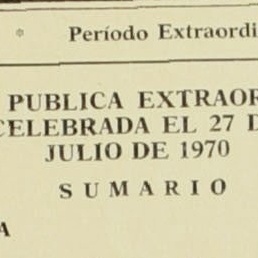 * Período Extraordi
PUBLICA EXTRAOR
CELEBRADA EL 27 D
JULIO DE 1970
SUMARIO
A